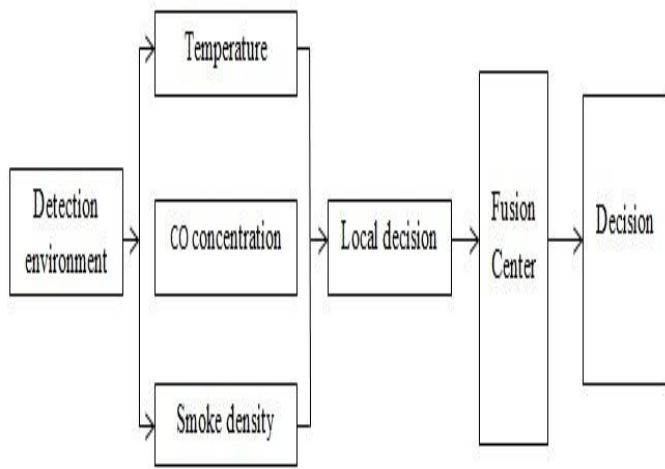 Temperature
Detection
environment
CO concentration
Smoke density
Local decision
Fusion
Center
Decision